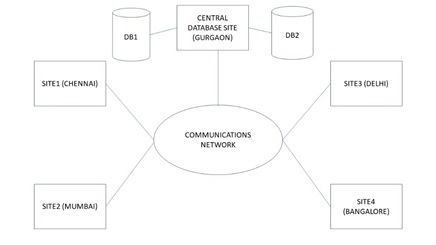 DB1
CENTRAL
DATABASE SITE
(GURGAON)
DB2
SITE1 (CHENNAI)
SITE3 (DELHI)
COMMUNICATIONS
NETWORK
SITE2 (MUMBAI)
SITE4
(BANGALORE)